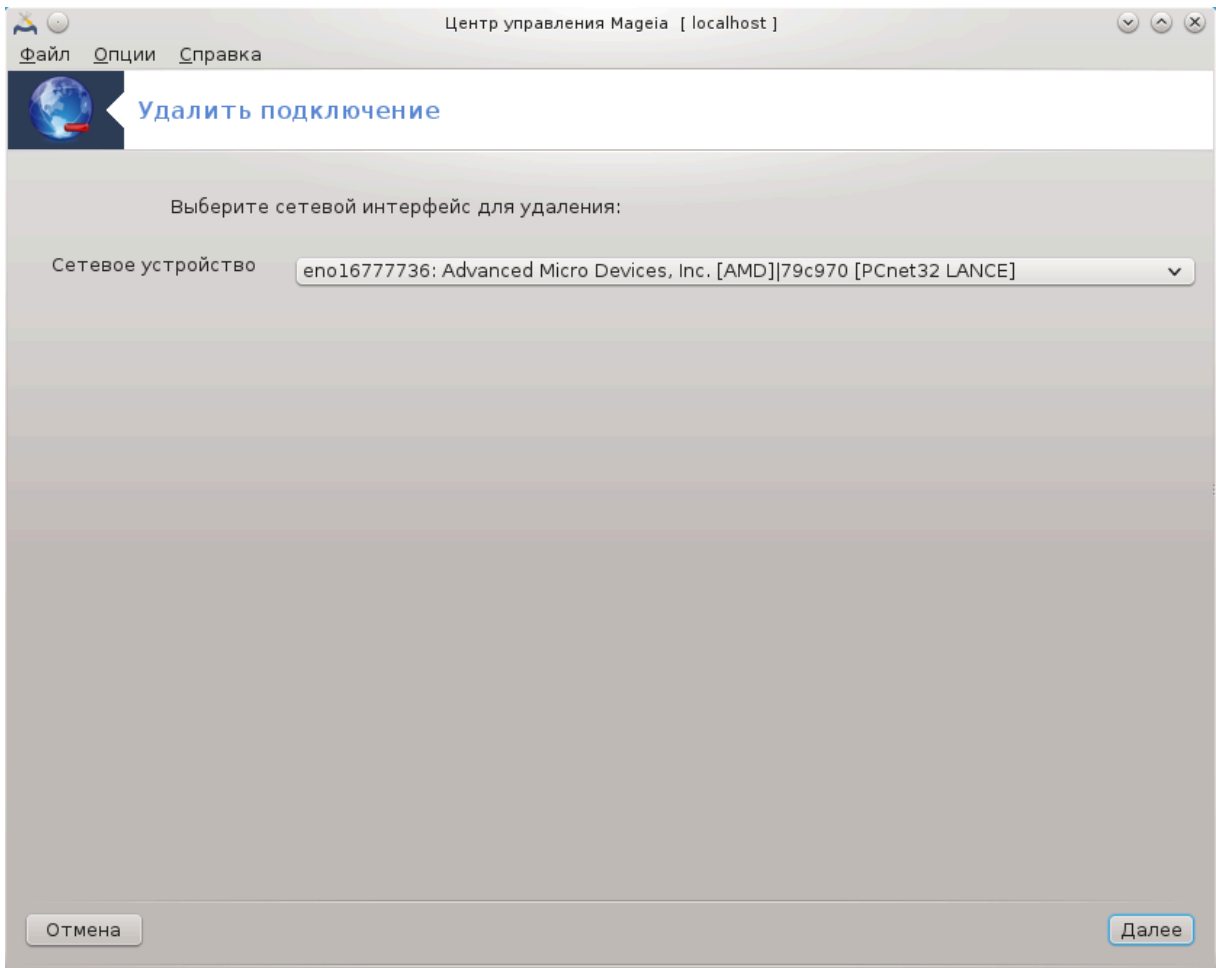 Центр управления Mageia [ localhost ]
Файл Опции Справка
Удалить подключение
Выберите сетевой интерфейс для удаления:
Сетевое устройство
eno16777736: Advanced Micro Devices, Inc. [AMD]|79c970 [PCnet32 LANCE]
Отмена
Далее